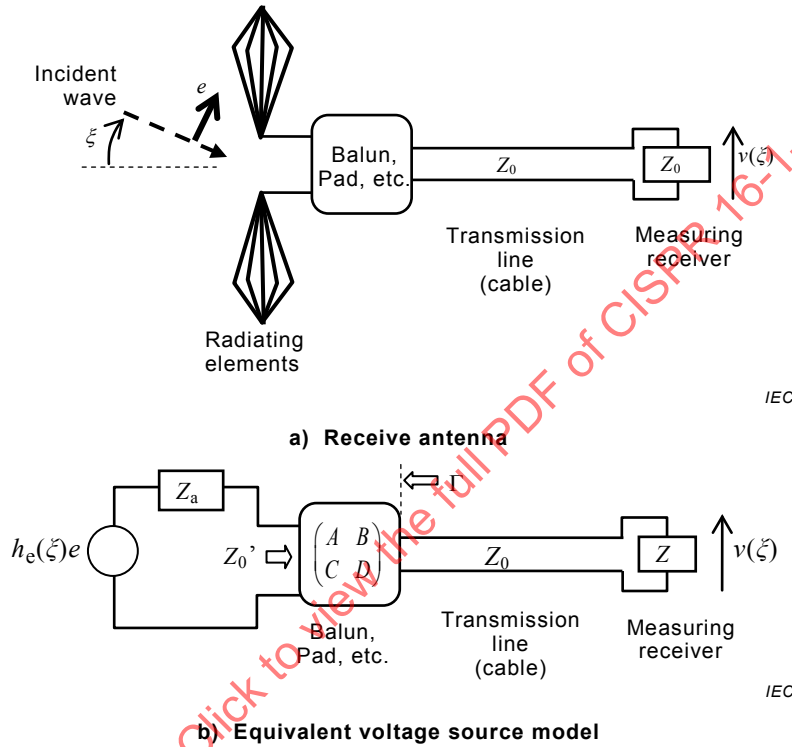 Incident
wave
e
ξ
Balun,
Pad, etc.
Z0
Z0
v(ξ)
Transmission
line
(cable)
Measuring
receiver
Radiating
elements
IEC
a) Receive antenna
Za
Γ
he(ξ)e
Z0’
A B
C D
Z0
Z
v(ξ)
Balun,
Pad, etc.
Transmission
line
(cable)
Measuring
receiver
IEC
b) Equivalent voltage source model
Click to view the full PDF of CISPR 16-1-